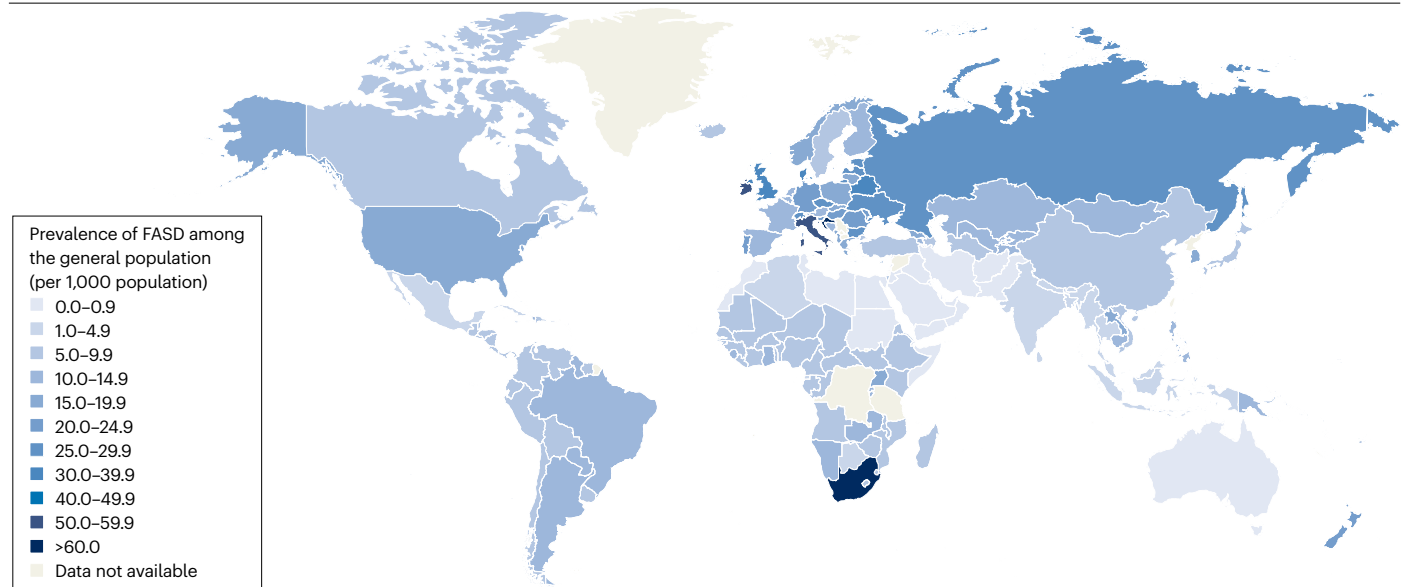 Prevalence of FASD among
the general population
(per 1,000 population)
0.0–0.9
1.0–4.9
5.0–9.9
10.0–14.9
15.0–19.9
20.0–24.9
25.0–29.9
30.0–39.9
40.0–49.9
50.0–59.9
>60.0
Data not available